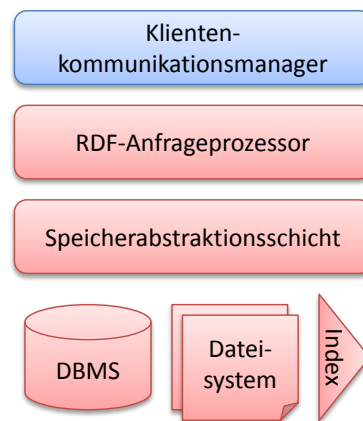 Klienten-
kommunikationsmanager
RDF-Anfrageprozessor
Speicherabstraktionsschicht
DBMS
Datei-
system
Index